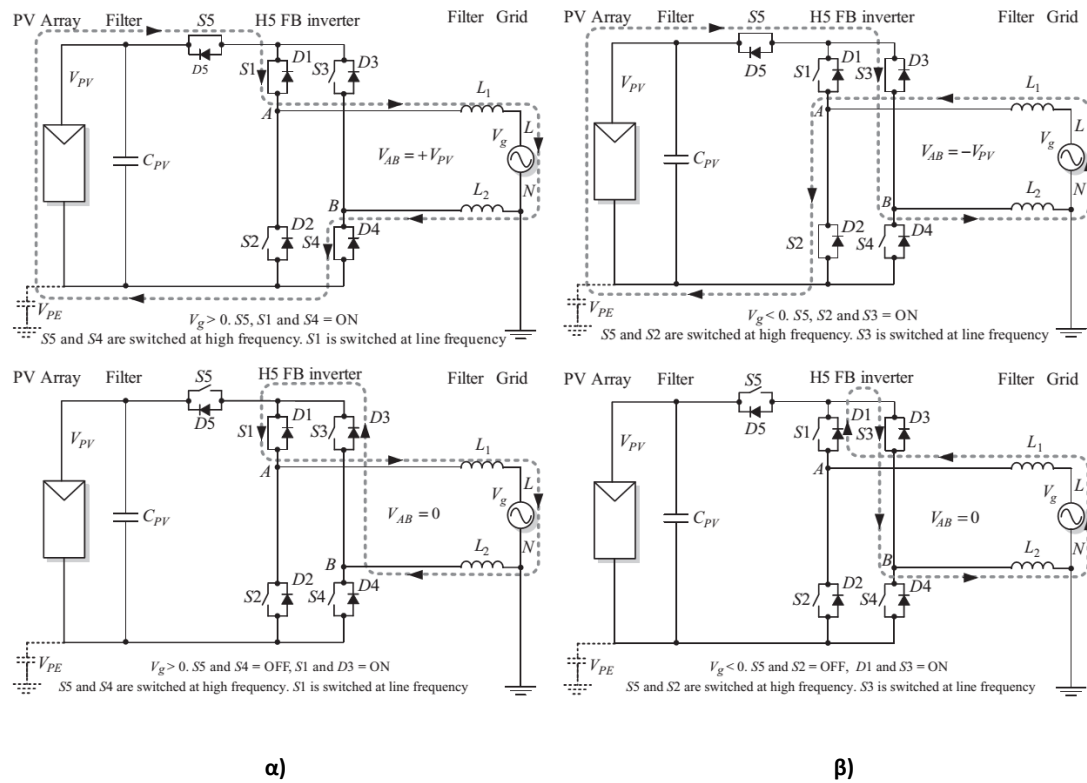 PV Array Filter S5 H5 FB inverter Filter Grid
D5 S1 D1 S3 D3
V_PV L_1
A L
V_g
C_PV V_AB = +V_PV
L_2 N
B
S2 D2 S4 D4
V_PE
V_g > 0. S5, S1 and S4 = ON
S5 and S4 are switched at high frequency. S1 is switched at line frequency
PV Array Filter S5 H5 FB inverter Filter Grid
D5 S1 D1 S3 D3
V_PV L_1
A L
V_g
C_PV V_AB = −V_PV
L_2 N
B
S2 D2 S4 D4
V_PE
V_g < 0. S5, S2 and S3 = ON
S5 and S2 are switched at high frequency. S3 is switched at line frequency
PV Array Filter S5 H5 FB inverter Filter Grid
D5 S1 D1 S3 D3
V_PV L_1
A L
V_g
C_PV V_AB = 0
L_2 N
B
S2 D2 S4 D4
V_PE
V_g > 0. S5 and S4 = OFF, S1 and D3 = ON
S5 and S4 are switched at high frequency. S1 is switched at line frequency
PV Array Filter S5 H5 FB inverter Filter Grid
D5 S1 D1 S3 D3
V_PV L_1
A L
V_g
C_PV V_AB = 0
L_2 N
B
S2 D2 S4 D4
V_PE
V_g < 0. S5 and S2 = OFF, D1 and S3 = ON
S5 and S2 are switched at high frequency. S3 is switched at line frequency
α) β)